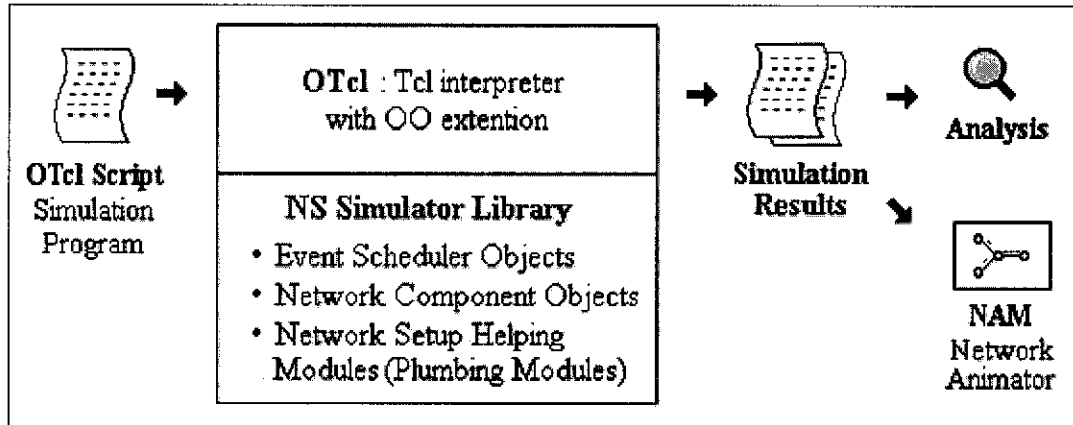 OTcl Script
Simulation
Program
OTcl : Tcl interpreter
with OO extention
NS Simulator Library
• Event Scheduler Objects
• Network Component Objects
• Network Setup Helping
Modules (Plumbing Modules)
Simulation
Results
Analysis
NAM
Network
Animator